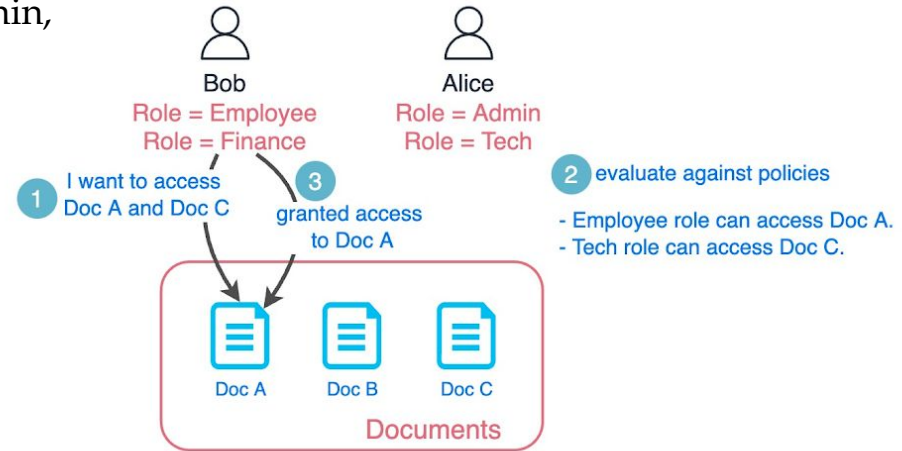 nin,
Bob
Role = Employee
Role = Finance
Alice
Role = Admin
Role = Tech
1
I want to access
Doc A and Doc C
3
granted access
to Doc A
2
evaluate against policies
- Employee role can access Doc A.
- Tech role can access Doc C.
Doc A
Doc B
Doc C
Documents